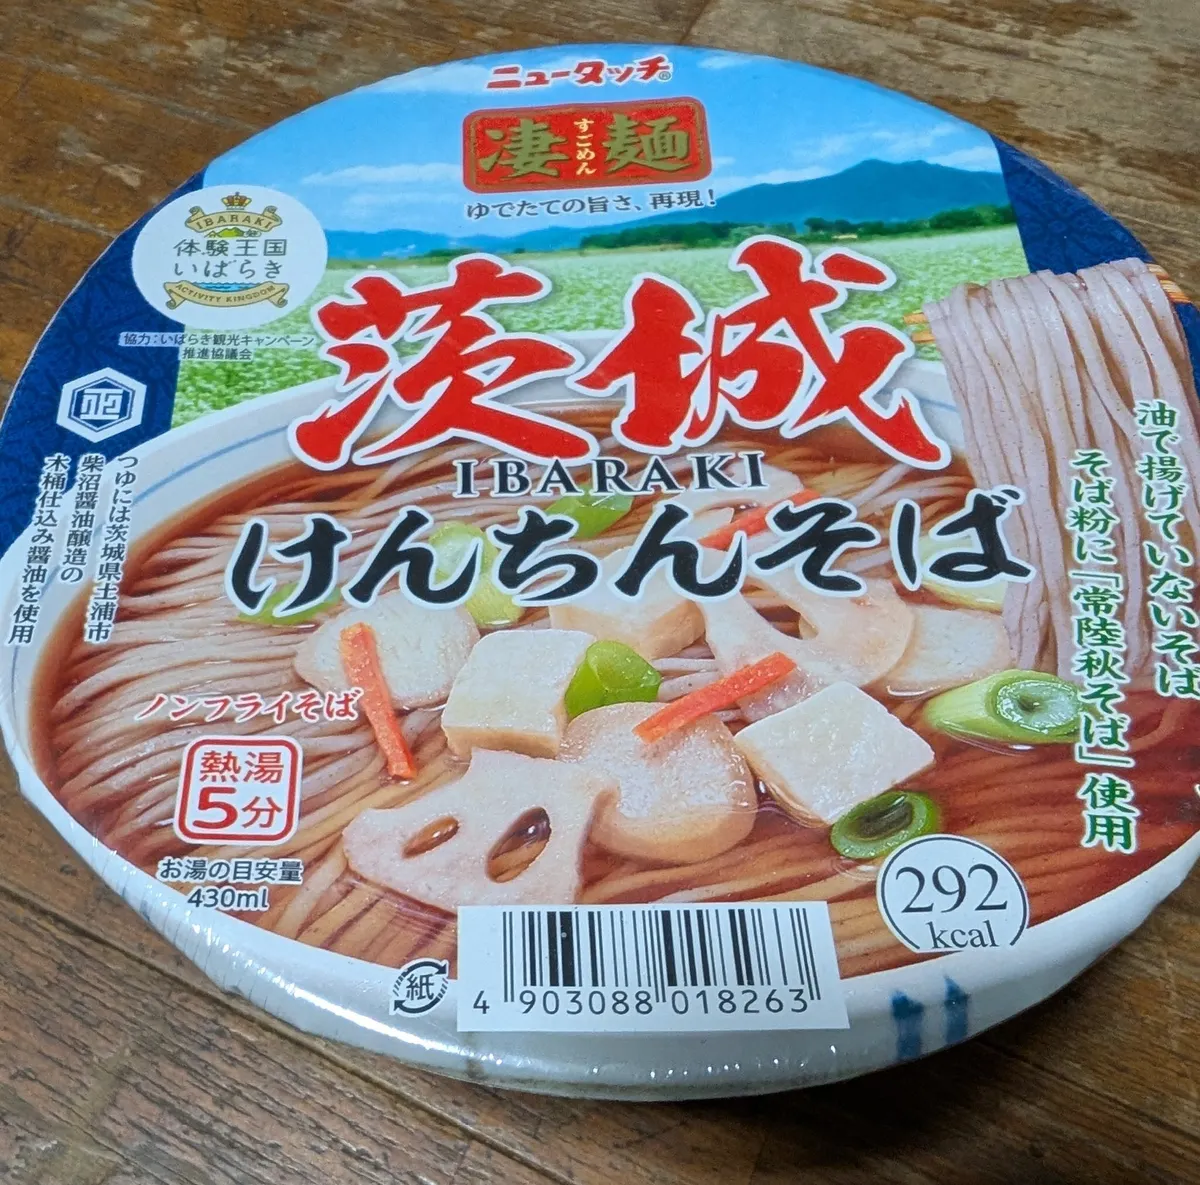 ニュータッチ®
凄麺
すごめん
ゆでたての旨さ、再現!
IBARAKI
体験王国
いばらき
ACTIVITY KINGDOM
協力:いばらき観光キャンペーン
推進協議会
茨城
IBARAKI
けんちんそば
正
つゆには茨城県土浦市
柴沼醤油醸造の
木桶仕込み醤油を使用
油で揚げていないそば
そば粉に「常陸秋そば」使用
ノンフライそば
熱湯
5分
お湯の目安量
430ml
292
kcal
紙
4 903088 018263